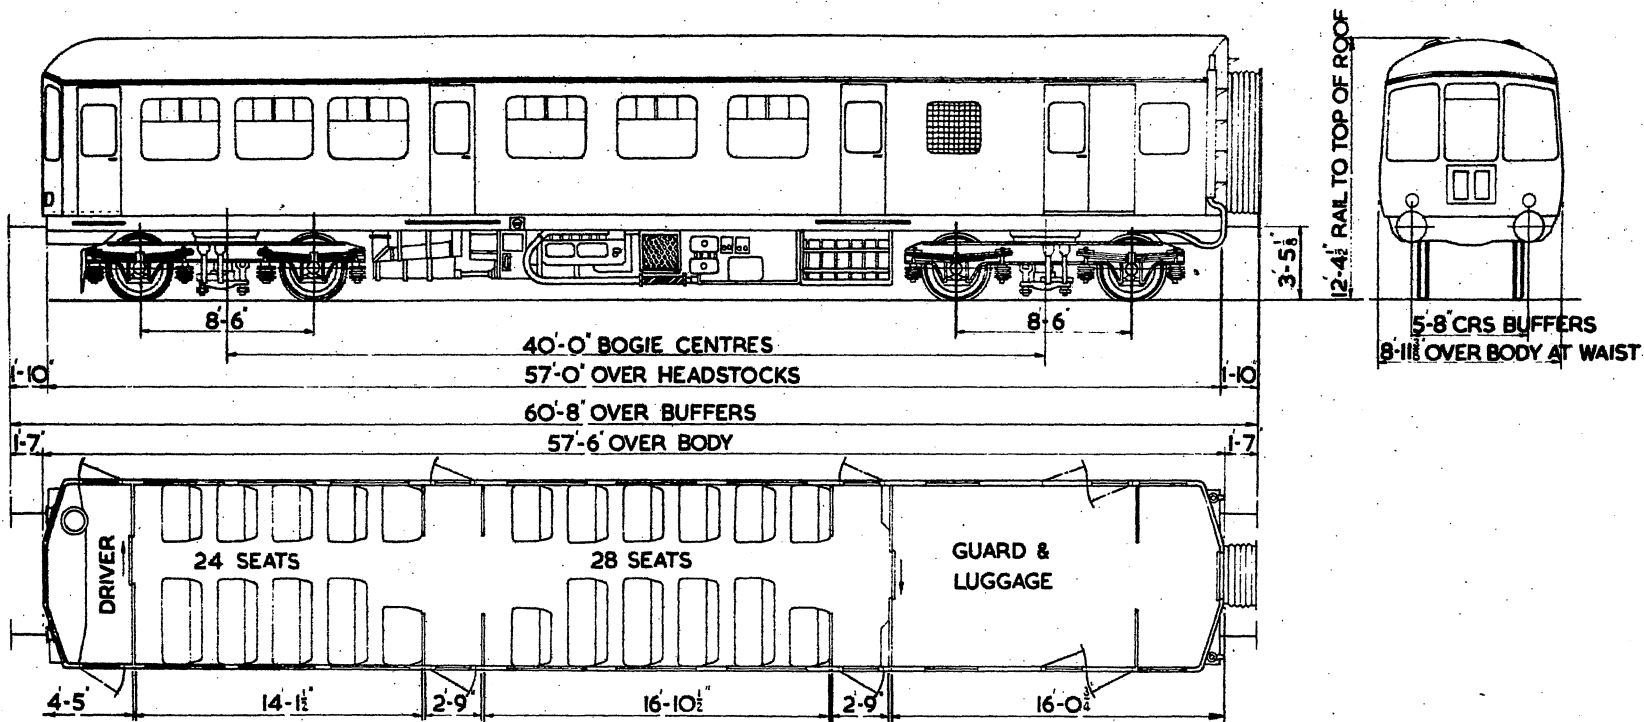 12'-4½" RAIL TO TOP OF ROOF
3'-5⅛"
8'-6"
8'-6"
5'-8" CRS BUFFERS
40'-0" BOGIE CENTRES
8'-11 OVER BODY AT WAIST
1'-10"
57'-0" OVER HEADSTOCKS
1'-10"
60'-8" OVER BUFFERS
1'-7"
57'-6" OVER BODY
1'-7"
DRIVER
24 SEATS
28 SEATS
GUARD &
LUGGAGE
4'-5"
14'-1½"
2'-9"
16'-10½"
2'-9"
16'-0¾"